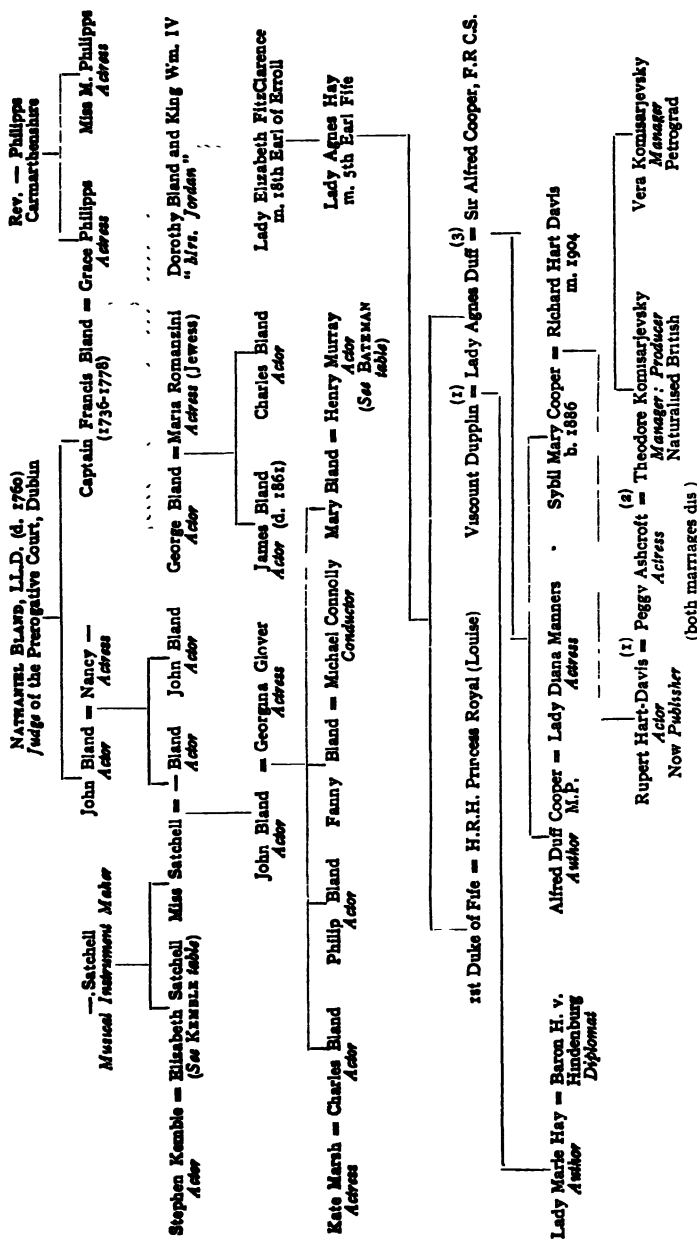 NATHANIEL BLAND, LL.D, (d. 1760)
Judge of the Prerogative Court, Dublin
Rev. — Philipps
Carmarthenshire
—. Satchell
Musical Instrument Maker
John Bland = Nancy —
Actor Actress
Captain Francis Bland = Grace Philipps
(1736-1778) Actress
Miss M. Philipps
Actress
Stephen Kemble = Elizabeth Satchell
Actor (See KEMBLE table)
Miss Satchell = — Bland
Actor
John Bland
Actor
George Bland = Maria Romanzini
Actor Actress (Jewess)
Dorothy Bland and King Wm. IV
" Mrs. Jordan "
John Bland = Georgina Glover
Actor Actress
James Bland
Actor (d. 1861)
Charles Bland
Actor
Lady Elizabeth FitzClarence
m. 18th Earl of Erroll
Kate Marsh = Charles Bland
Actress Actor
Philip Bland
Actor
Fanny Bland = Michael Connolly
Conductor
Mary Bland = Henry Murray
Actor
(See BATEMAN
table)
Lady Agnes Hay
m. 5th Earl Fife
1st Duke of Fife = H.R.H. Princess Royal (Louise)
(1) (3)
Viscount Dupplin = Lady Agnes Duff = Sir Alfred Cooper, F.R C.S.
Lady Marie Hay = Baron H. v.
Author Hindenburg
Diplomat
Alfred Duff Cooper = Lady Diana Manners
Author M.P. Actress
Sybil Mary Cooper = Richard Hart Davis
b. 1886 m. 1904
(1) (2)
Rupert Hart-Davis = Peggy Ashcroft = Theodore Komisarjevsky
Actor Actress Manager: Producer
Now Publisher Naturalised British
Vera Komisarjevsky
Manager
Petrograd
(both marriages dis )